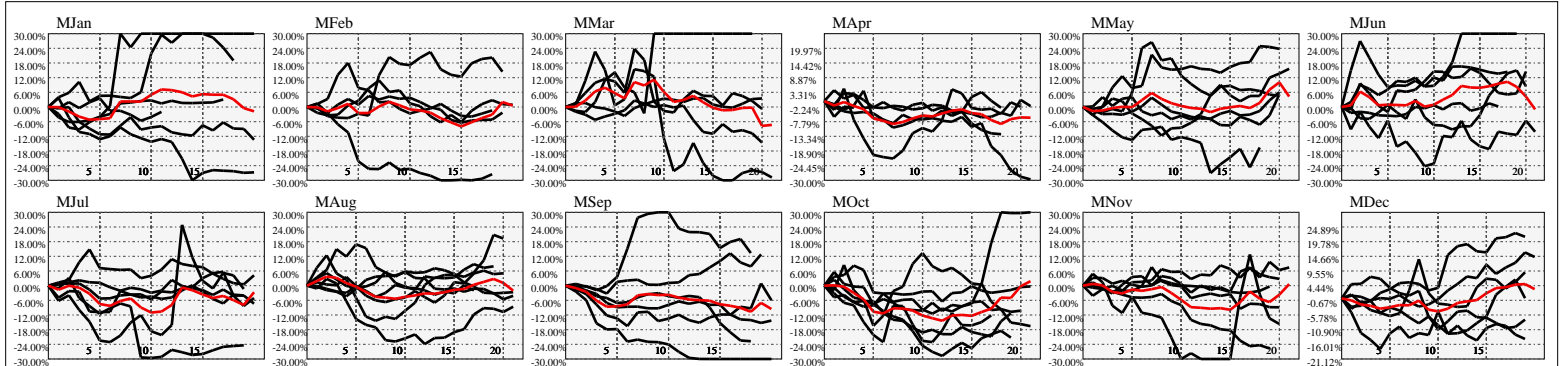 MJan MFeb MMar MApr MMay MJun
30.00% 30.00% 30.00% 30.00% 30.00%
24.00% 24.00% 24.00% 19.97% 24.00% 24.00%
18.00% 18.00% 18.00% 14.42% 18.00% 18.00%
12.00% 12.00% 12.00% 8.87% 12.00% 12.00%
6.00% 6.00% 6.00% 3.31% 6.00% 6.00%
0.00% 0.00% 0.00% -2.24% 0.00% 0.00%
-6.00% -6.00% -6.00% -7.79% -6.00% -6.00%
-12.00% -12.00% -12.00% -13.34% -12.00% -12.00%
-18.00% -18.00% -18.00% -18.90% -18.00% -18.00%
-24.00% -24.00% -24.00% -24.45% -24.00% -24.00%
5 10 15 5 10 15 5 10 15 20 5 10 15 20 5 10 15 20 5 10 15 20
-30.00% -30.00% -30.00% -30.00% -30.00% -30.00%
MJul MAug MSep MOct MNov MDec
30.00% 30.00% 30.00% 30.00% 30.00%
24.00% 24.00% 24.00% 24.00% 24.00% 24.89%
18.00% 18.00% 18.00% 18.00% 18.00% 19.78%
12.00% 12.00% 12.00% 12.00% 12.00% 14.66%
6.00% 6.00% 6.00% 6.00% 6.00% 9.55%
0.00% 0.00% 0.00% 0.00% 0.00% 4.44%
-6.00% -6.00% -6.00% -6.00% -6.00% -0.67%
-12.00% -12.00% -12.00% -12.00% -12.00% -5.78%
-18.00% -18.00% -18.00% -18.00% -18.00% -10.90%
-24.00% -24.00% -24.00% -24.00% -24.00% -16.01%
5 10 15 5 10 15 20 5 10 15 5 10 15 20 5 10 15 20 5 10 15
-30.00% -30.00% -30.00% -30.00% -30.00% -21.12%